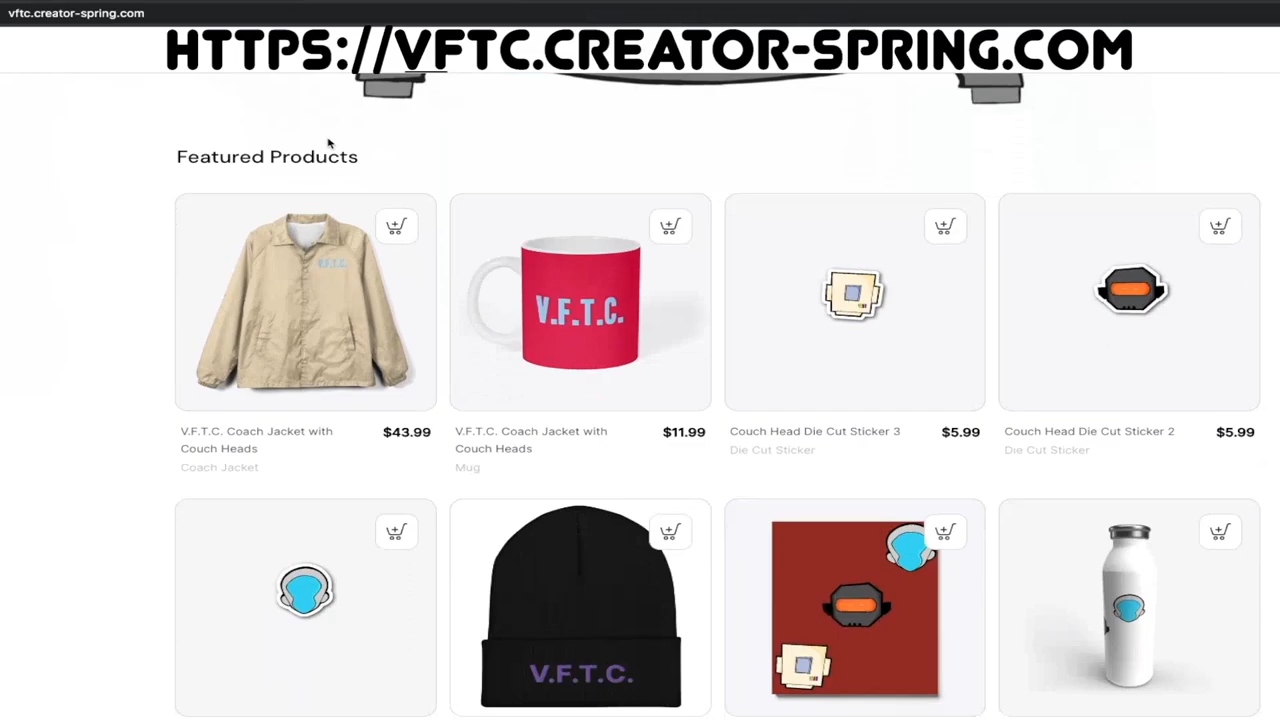 vftc.creator-spring.com
HTTPS://VFTC.CREATOR-SPRING.COM
Featured Products
V.F.T.C.
V.F.T.C.
V.F.T.C. Coach Jacket with
Couch Heads
$43.99
Coach Jacket
V.F.T.C. Coach Jacket with
Couch Heads
$11.99
Mug
Couch Head Die Cut Sticker 3
$5.99
Die Cut Sticker
Couch Head Die Cut Sticker 2
$5.99
Die Cut Sticker
V.F.T.C.